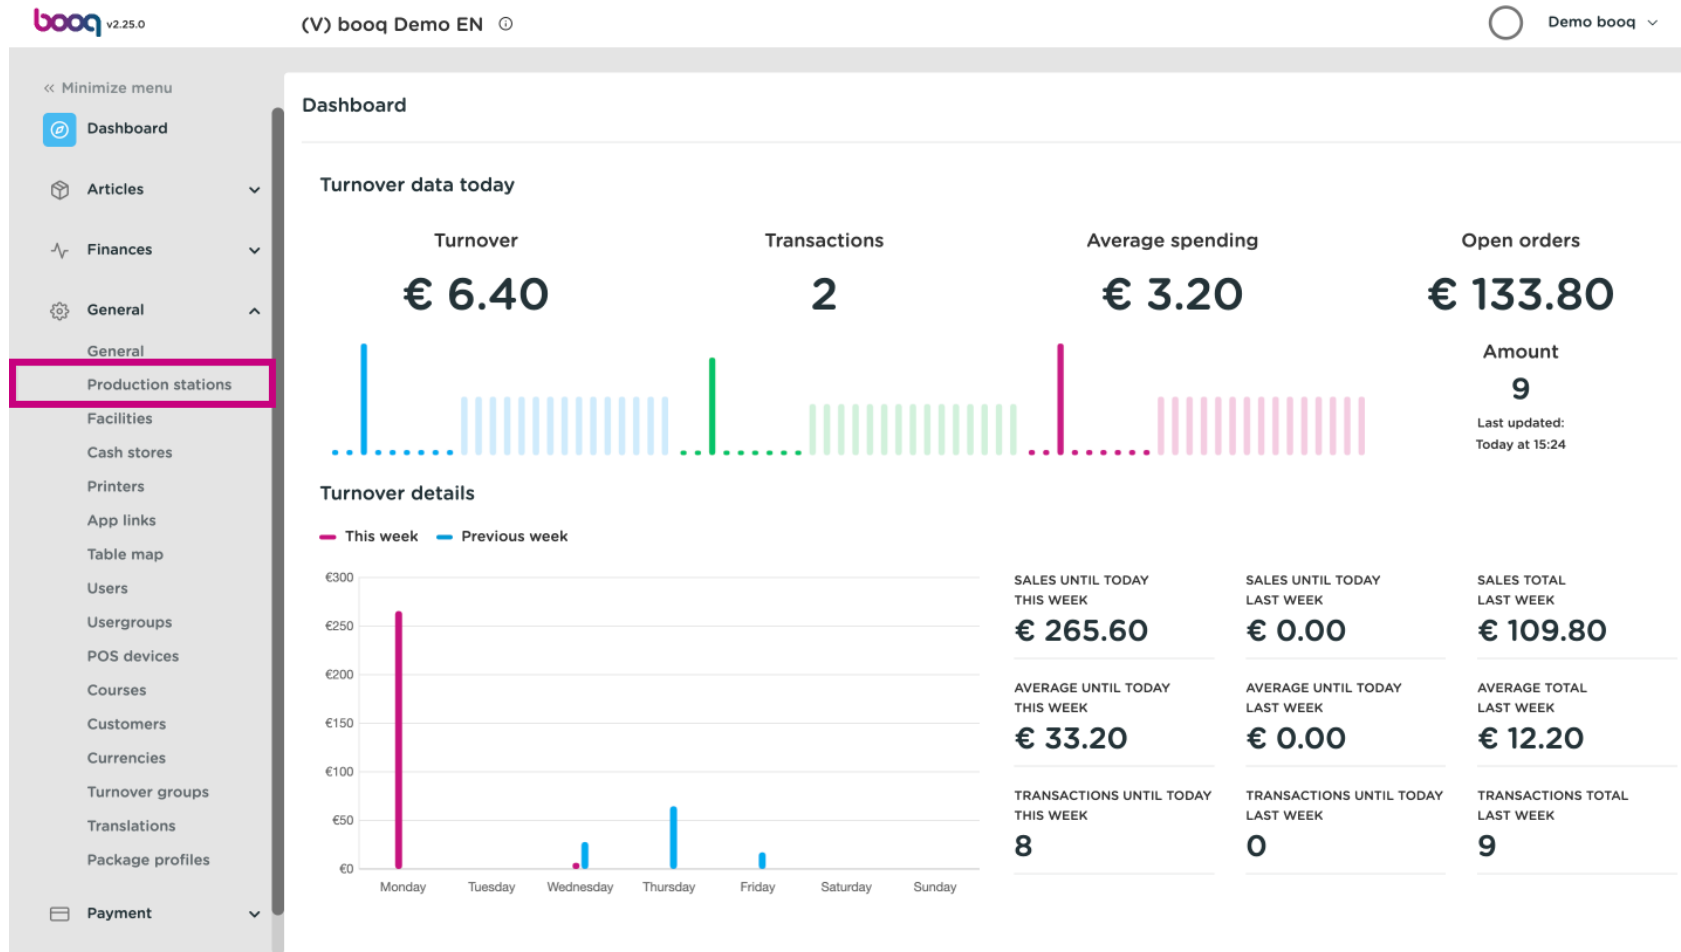 booq v2.25.0
(V) booq Demo EN
Demo booq
« Minimize menu
Dashboard
Articles
Finances
General
General
Production stations
Facilities
Cash stores
Printers
App links
Table map
Users
Usergroups
POS devices
Courses
Customers
Currencies
Turnover groups
Translations
Package profiles
Payment
Dashboard
Turnover data today
Turnover
€ 6.40
Transactions
2
Average spending
€ 3.20
Open orders
€ 133.80
Amount
9
Last updated:
Today at 15:24
Turnover details
This week
Previous week
€300
€250
€200
€150
€100
€50
€0
Monday
Tuesday
Wednesday
Thursday
Friday
Saturday
Sunday
SALES UNTIL TODAY
THIS WEEK
€ 265.60
SALES UNTIL TODAY
LAST WEEK
€ 0.00
SALES TOTAL
LAST WEEK
€ 109.80
AVERAGE UNTIL TODAY
THIS WEEK
€ 33.20
AVERAGE UNTIL TODAY
LAST WEEK
€ 0.00
AVERAGE TOTAL
LAST WEEK
€ 12.20
TRANSACTIONS UNTIL TODAY
THIS WEEK
8
TRANSACTIONS UNTIL TODAY
LAST WEEK
0
TRANSACTIONS TOTAL
LAST WEEK
9